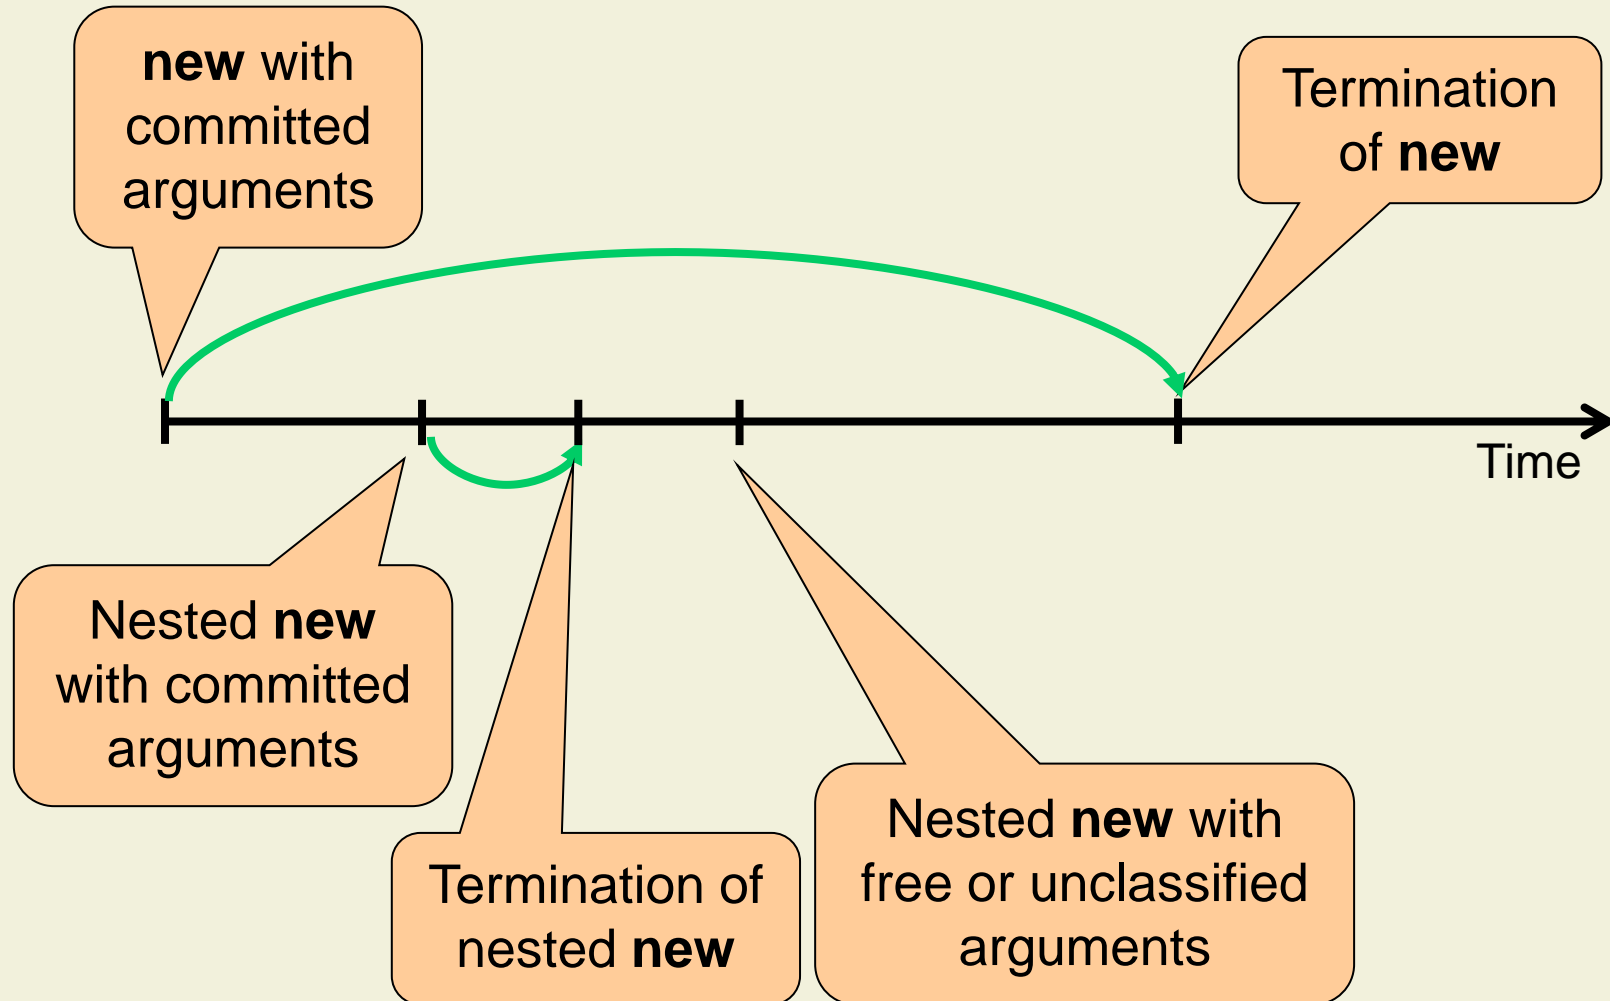 new with
committed
arguments
Termination
of new
Time
Nested new
with committed
arguments
Termination of
nested new
Nested new with
free or unclassified
arguments